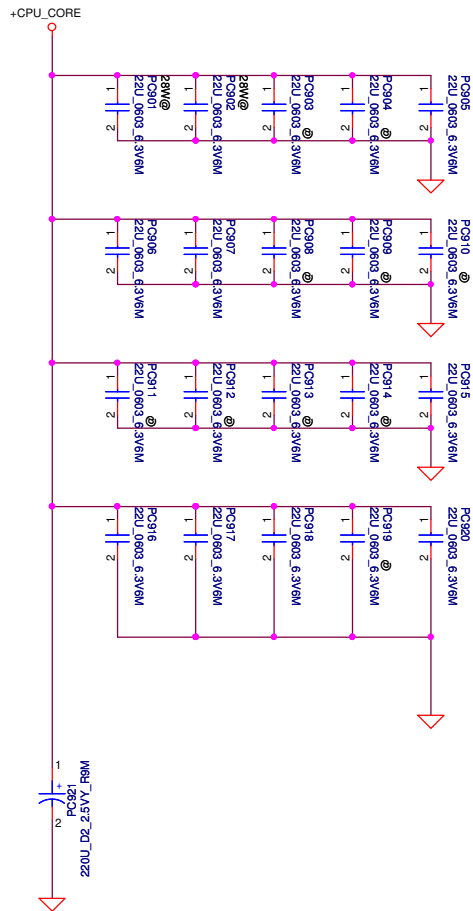 +CPU_CORE
28W@
PC901
22U_0603_6.3V6M
1
2
28W@
PC902
22U_0603_6.3V6M
1
2
PC903
22U_0603_6.3V6M
@
1
2
PC904
22U_0603_6.3V6M
@
1
2
PC905
22U_0603_6.3V6M
1
2
PC906
22U_0603_6.3V6M
1
2
PC907
22U_0603_6.3V6M
1
2
PC908
22U_0603_6.3V6M
@
1
2
PC909
22U_0603_6.3V6M
@
1
2
PC910
22U_0603_6.3V6M
@
1
2
PC911
22U_0603_6.3V6M
@
1
2
PC912
22U_0603_6.3V6M
@
1
2
PC913
22U_0603_6.3V6M
@
1
2
PC914
22U_0603_6.3V6M
@
1
2
PC915
22U_0603_6.3V6M
1
2
PC916
22U_0603_6.3V6M
1
2
PC917
22U_0603_6.3V6M
1
2
PC918
22U_0603_6.3V6M
1
2
PC919
22U_0603_6.3V6M
@
1
2
PC920
22U_0603_6.3V6M
1
2
1
+
2
PC921
220U_D2_2.5VY_R9M